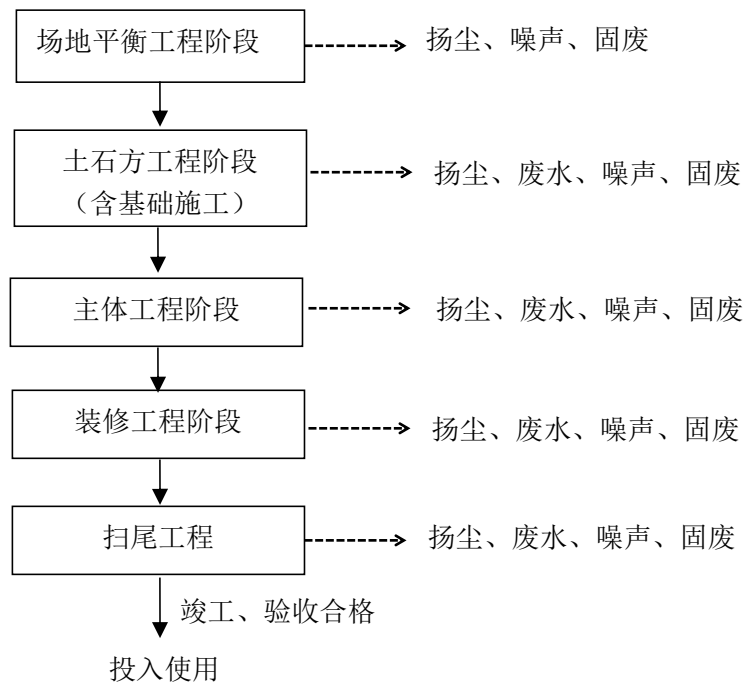 场地平衡工程阶段
扬尘、噪声、固废
土石方工程阶段
（含基础施工）
扬尘、废水、噪声、固废
主体工程阶段
扬尘、废水、噪声、固废
装修工程阶段
扬尘、废水、噪声、固废
扫尾工程
扬尘、废水、噪声、固废
竣工、验收合格
投入使用